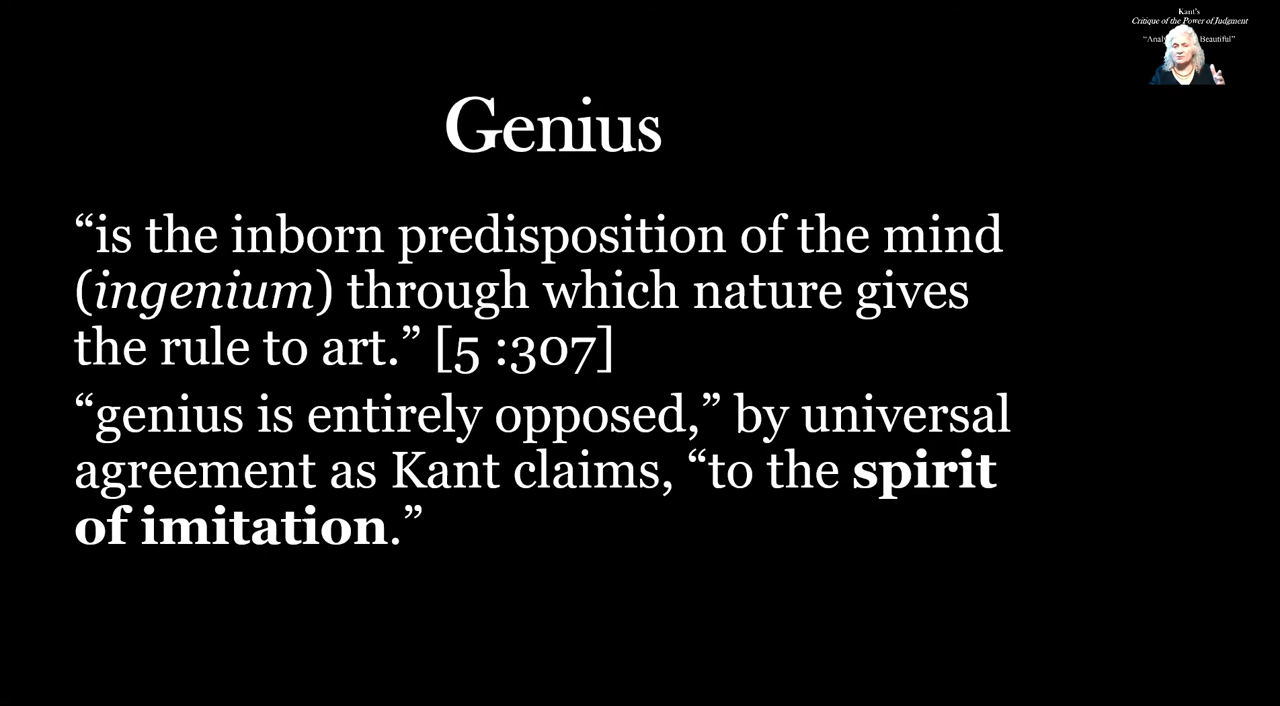 Kant's
Critique of the Power of Judgment
Beautiful”
Genius
“is the inborn predisposition of the mind
(ingenium) through which nature gives
the rule to art.” [5 :307]
“genius is entirely opposed,” by universal
agreement as Kant claims, “to the spirit
of imitation.”